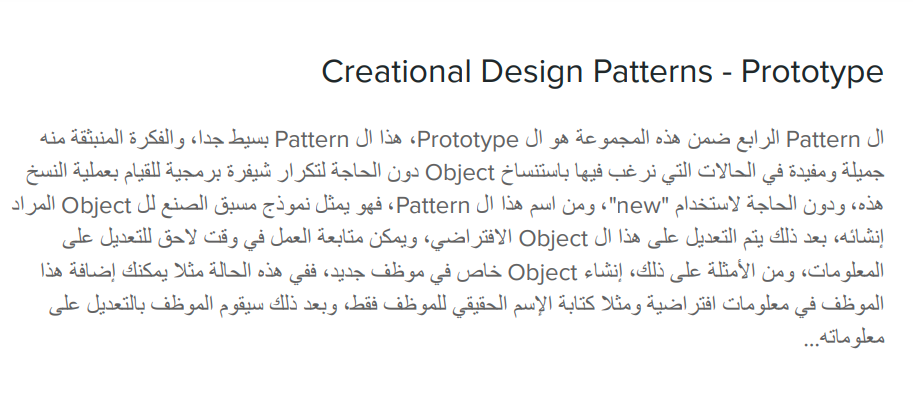 Creational Design Patterns - Prototype
ال Pattern الرابع ضمن هذه المجموعة هو ال Prototype، هذا ال Pattern بسيط جدا، والفكرة المنبثقة منه
جميلة ومفيدة في الحالات التي نرغب فيها باستنساخ Object دون الحاجة لتكرار شيفرة برمجية للقيام بعملية النسخ
هذه، ودون الحاجة لاستخدام "new"، ومن اسم هذا ال Pattern، فهو يمثل نموذج مسبق الصنع لل Object المراد
إنشائه، بعد ذلك يتم التعديل على هذا ال Object الافتراضي، ويمكن متابعة العمل في وقت لاحق للتعديل على
المعلومات، ومن الأمثلة على ذلك، إنشاء Object خاص في موظف جديد، ففي هذه الحالة مثلا يمكنك إضافة هذا
الموظف في معلومات افتراضية ومثلا كتابة الإسم الحقيقي للموظف فقط، وبعد ذلك سيقوم الموظف بالتعديل على
معلوماته...